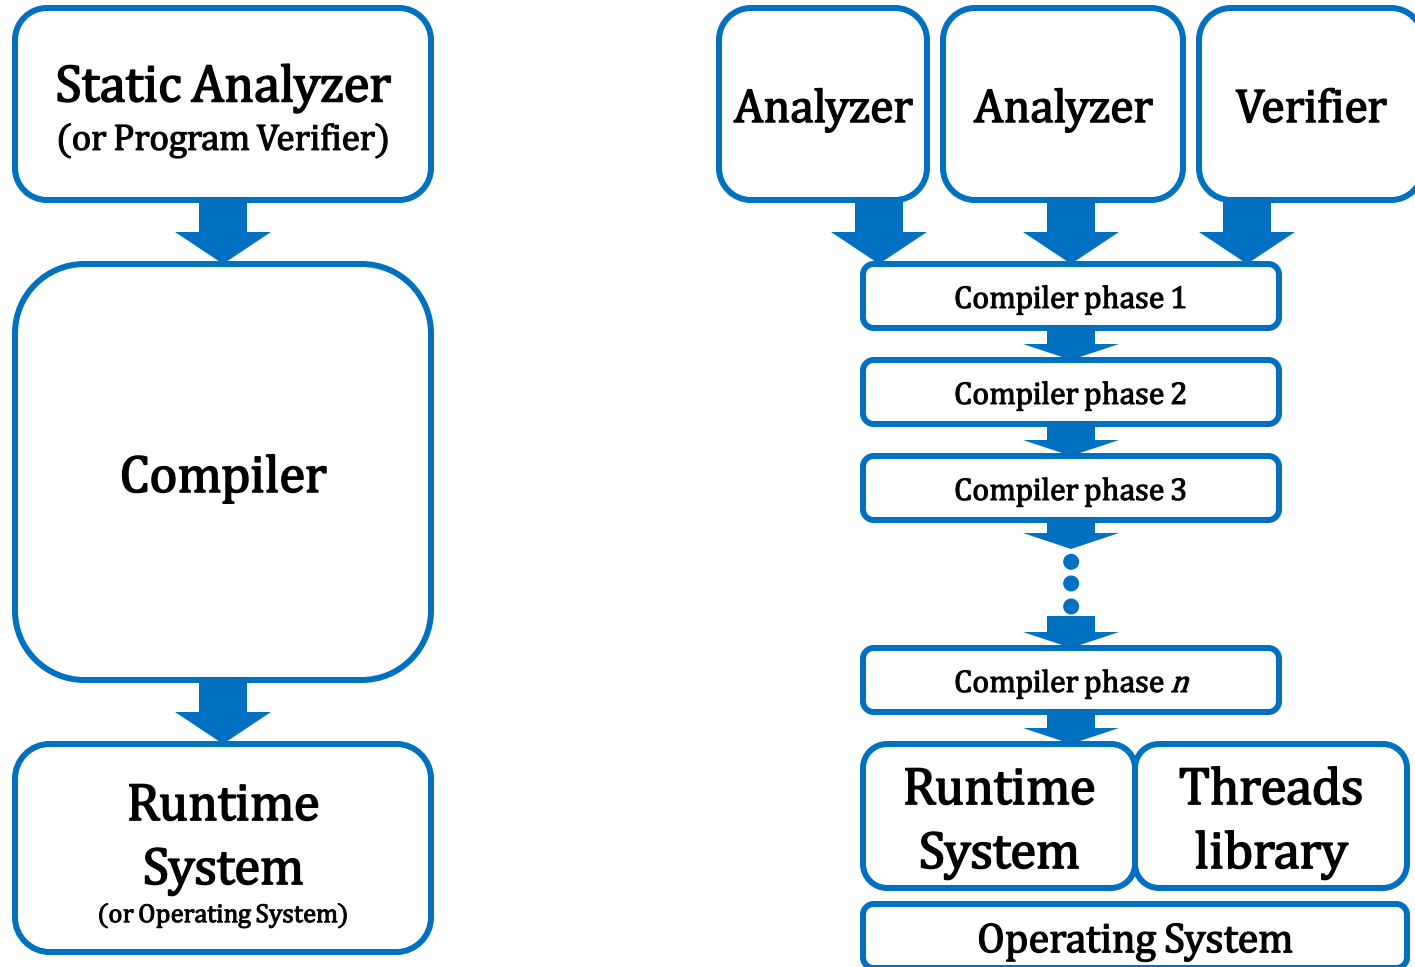 Static Analyzer
(or Program Verifier)
Compiler
Runtime
System
(or Operating System)
Analyzer
Analyzer
Verifier
Compiler phase 1
Compiler phase 2
Compiler phase 3
Compiler phase n
Runtime
System
Threads
library
Operating System